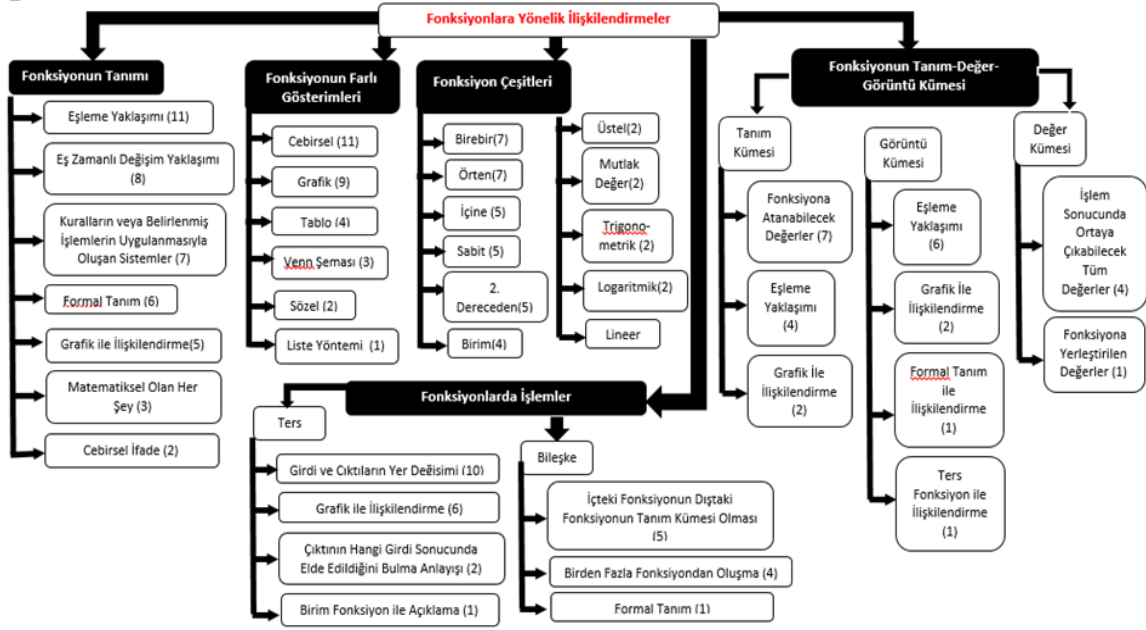 Fonksiyonlara Yönelik İlişkilendirmeler
Fonksiyonun Tanımı
Eşleme Yaklaşımı (11)
Eş Zamanlı Değişim Yaklaşımı
(8)
Kuralların veya Belirlenmiş
İşlemlerin Uygulanmasıyla
Oluşan Sistemler (7)
Formal Tanım (6)
Grafik ile İlişkilendirme(5)
Matematiksel Olan Her
Şey (3)
Cebirsel İfade (2)
Fonksiyonun Farlı
Gösterimleri
Cebirsel (11)
Grafik (9)
Tablo (4)
Venn Şeması (3)
Sözel (2)
Liste Yöntemi (1)
Fonksiyon Çeşitleri
Birebir(7)
Örten(7)
İçine (5)
Sabit (5)
2.
Dereceden(5)
Birim(4)
Üstel(2)
Mutlak
Değer(2)
Trigono-
metrik (2)
Logaritmik(2)
Lineer
Fonksiyonun Tanım-Değer-
Görüntü Kümesi
Tanım
Kümesi
Fonksiyona
Atanabilecek
Değerler (7)
Eşleme
Yaklaşımı
(4)
Grafik İle
İlişkilendirme
(2)
Görüntü
Kümesi
Eşleme
Yaklaşımı
(6)
Grafik İle
İlişkilendirme
(2)
Formal Tanım
ile
İlişkilendirme
(1)
Ters
Fonksiyon ile
İlişkilendirme
(1)
Değer
Kümesi
İşlem
Sonucunda
Ortaya
Çıkabilecek
Tüm
Değerler (4)
Fonksiyona
Yerleştirilen
Değerler (1)
Fonksiyonlarda İşlemler
Ters
Girdi ve Çıktıların Yer Değisimi (10)
Grafik ile İlişkilendirme (6)
Çıktının Hangi Girdi Sonucunda
Elde Edildiğini Bulma Anlayışı (2)
Birim Fonksiyon ile Açıklama (1)
Bileşke
İçteki Fonksiyonun Dıştaki
Fonksiyonun Tanım Kümesi Olması
(5)
Birden Fazla Fonksiyondan Oluşma (4)
Formal Tanım (1)